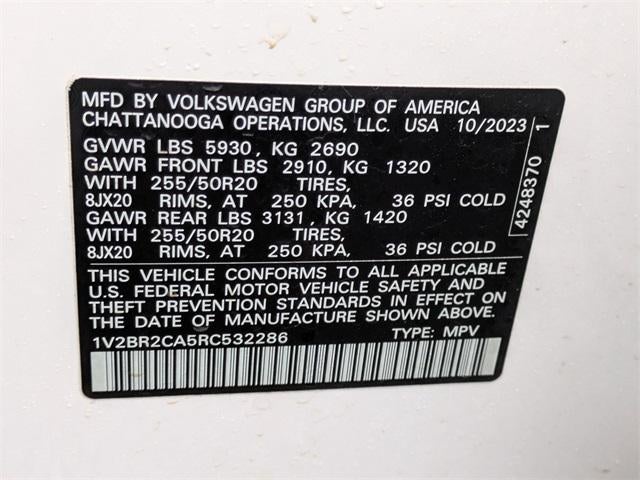 MFD BY VOLKSWAGEN GROUP OF AMERICA
CHATTANOOGA OPERATIONS, LLC. USA 10/2023
GVWR LBS 5930, KG 2690
GAWR FRONT LBS 2910, KG 1320
WITH 255/50R20 TIRES,
8JX20 RIMS, AT 250 KPA, 36 PSI COLD
GAWR REAR LBS 3131, KG 1420
WITH 255/50R20 TIRES,
8JX20 RIMS, AT 250 KPA, 36 PSI COLD
THIS VEHICLE CONFORMS TO ALL APPLICABLE
U.S. FEDERAL MOTOR VEHICLE SAFETY AND
THEFT PREVENTION STANDARDS IN EFFECT ON
THE DATE OF MANUFACTURE SHOWN ABOVE.
1V2BR2CA5RC532286 TYPE: MPV
4248370 1